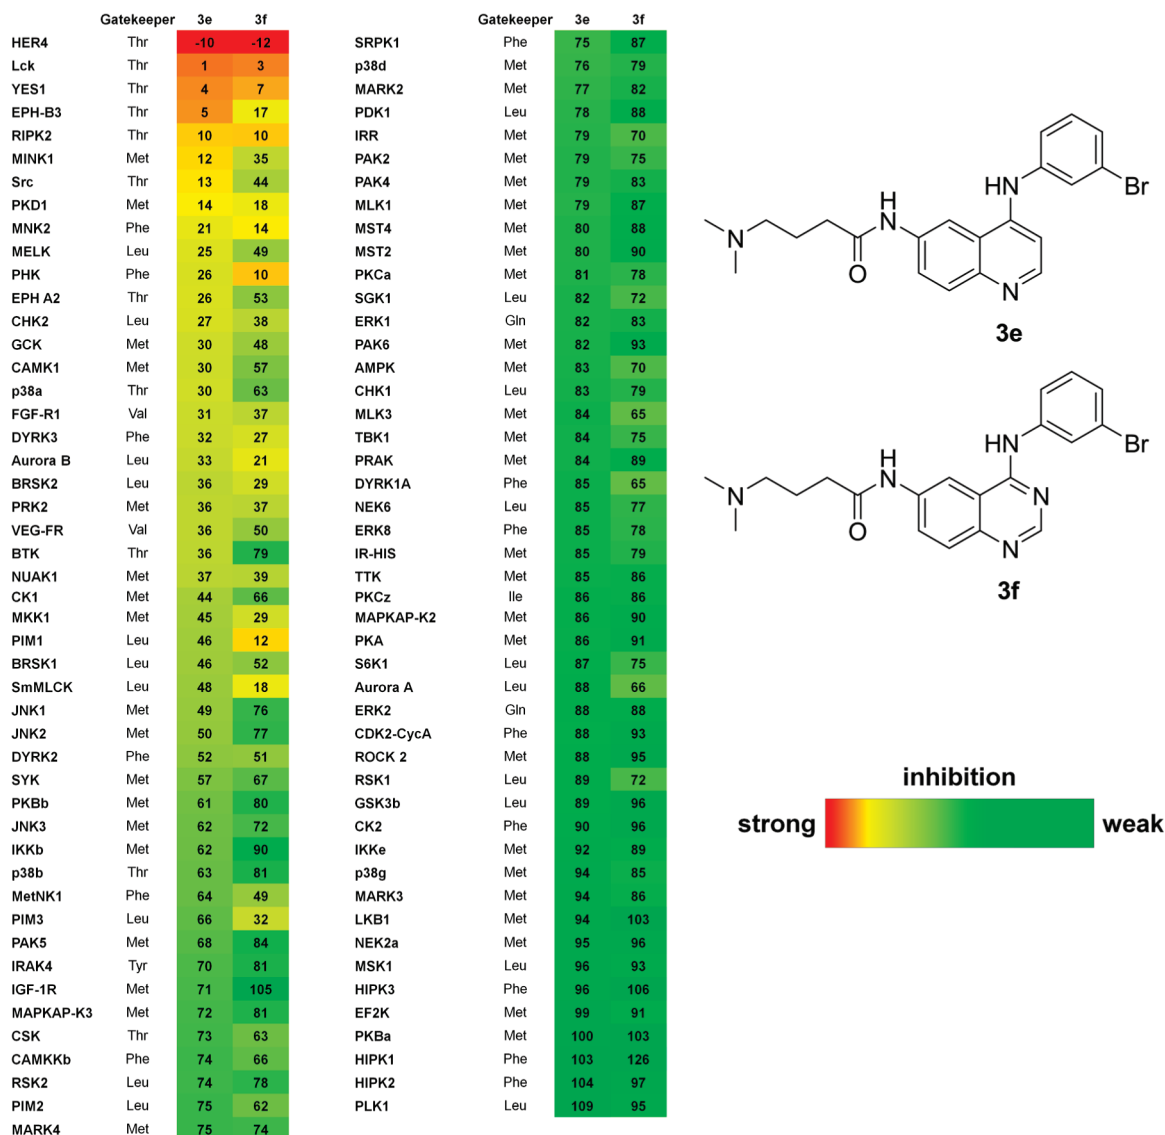 Gatekeeper 3e 3f
HER4 Thr -10 -12
Lck Thr 1 3
YES1 Thr 4 7
EPH-B3 Thr 5 17
RIPK2 Thr 10 10
MINK1 Met 12 35
Src Thr 13 44
PKD1 Met 14 18
MNK2 Phe 21 14
MELK Leu 25 49
PHK Phe 26 10
EPH A2 Thr 26 53
CHK2 Leu 27 38
GCK Met 30 48
CAMK1 Met 30 57
p38a Thr 30 63
FGF-R1 Val 31 37
DYRK3 Phe 32 27
Aurora B Leu 33 21
BRSK2 Leu 36 29
PRK2 Met 36 37
VEG-FR Val 36 50
BTK Thr 36 79
NUAK1 Met 37 39
CK1 Met 44 66
MKK1 Met 45 29
PIM1 Leu 46 12
BRSK1 Leu 46 52
SmMLCK Leu 48 18
JNK1 Met 49 76
JNK2 Met 50 77
DYRK2 Phe 52 51
SYK Met 57 67
PKBb Met 61 80
JNK3 Met 62 72
IKKb Met 62 90
p38b Thr 63 81
MetNK1 Phe 64 49
PIM3 Leu 66 32
PAK5 Met 68 84
IRAK4 Tyr 70 81
IGF-1R Met 71 105
MAPKAP-K3 Met 72 81
CSK Thr 73 63
CAMKKb Phe 74 66
RSK2 Leu 74 78
PIM2 Leu 75 62
MARK4 Met 75 74
Gatekeeper 3e 3f
SRPK1 Phe 75 87
p38d Met 76 79
MARK2 Met 77 82
PDK1 Leu 78 88
IRR Met 79 70
PAK2 Met 79 75
PAK4 Met 79 83
MLK1 Met 79 87
MST4 Met 80 88
MST2 Met 80 90
PKCa Met 81 78
SGK1 Leu 82 72
ERK1 Gln 82 83
PAK6 Met 82 93
AMPK Met 83 70
CHK1 Leu 83 79
MLK3 Met 84 65
TBK1 Met 84 75
PRAK Met 84 89
DYRK1A Phe 85 65
NEK6 Leu 85 77
ERK8 Phe 85 78
IR-HIS Met 85 79
TTK Met 85 86
PKCz Ile 86 86
MAPKAP-K2 Met 86 90
PKA Met 86 91
S6K1 Leu 87 75
Aurora A Leu 88 66
ERK2 Gln 88 88
CDK2-CycA Phe 88 93
ROCK 2 Met 88 95
RSK1 Leu 89 72
GSK3b Leu 89 96
CK2 Phe 90 96
IKKe Met 92 89
p38g Met 94 85
MARK3 Met 94 86
LKB1 Met 94 103
NEK2a Met 95 96
MSK1 Leu 96 93
HIPK3 Phe 96 106
EF2K Met 99 91
PKBa Met 100 103
HIPK1 Phe 103 126
HIPK2 Phe 104 97
PLK1 Leu 109 95
HN Br
H
N N
O N
3e
HN Br
H
N N N
O N
3f
inhibition
strong weak